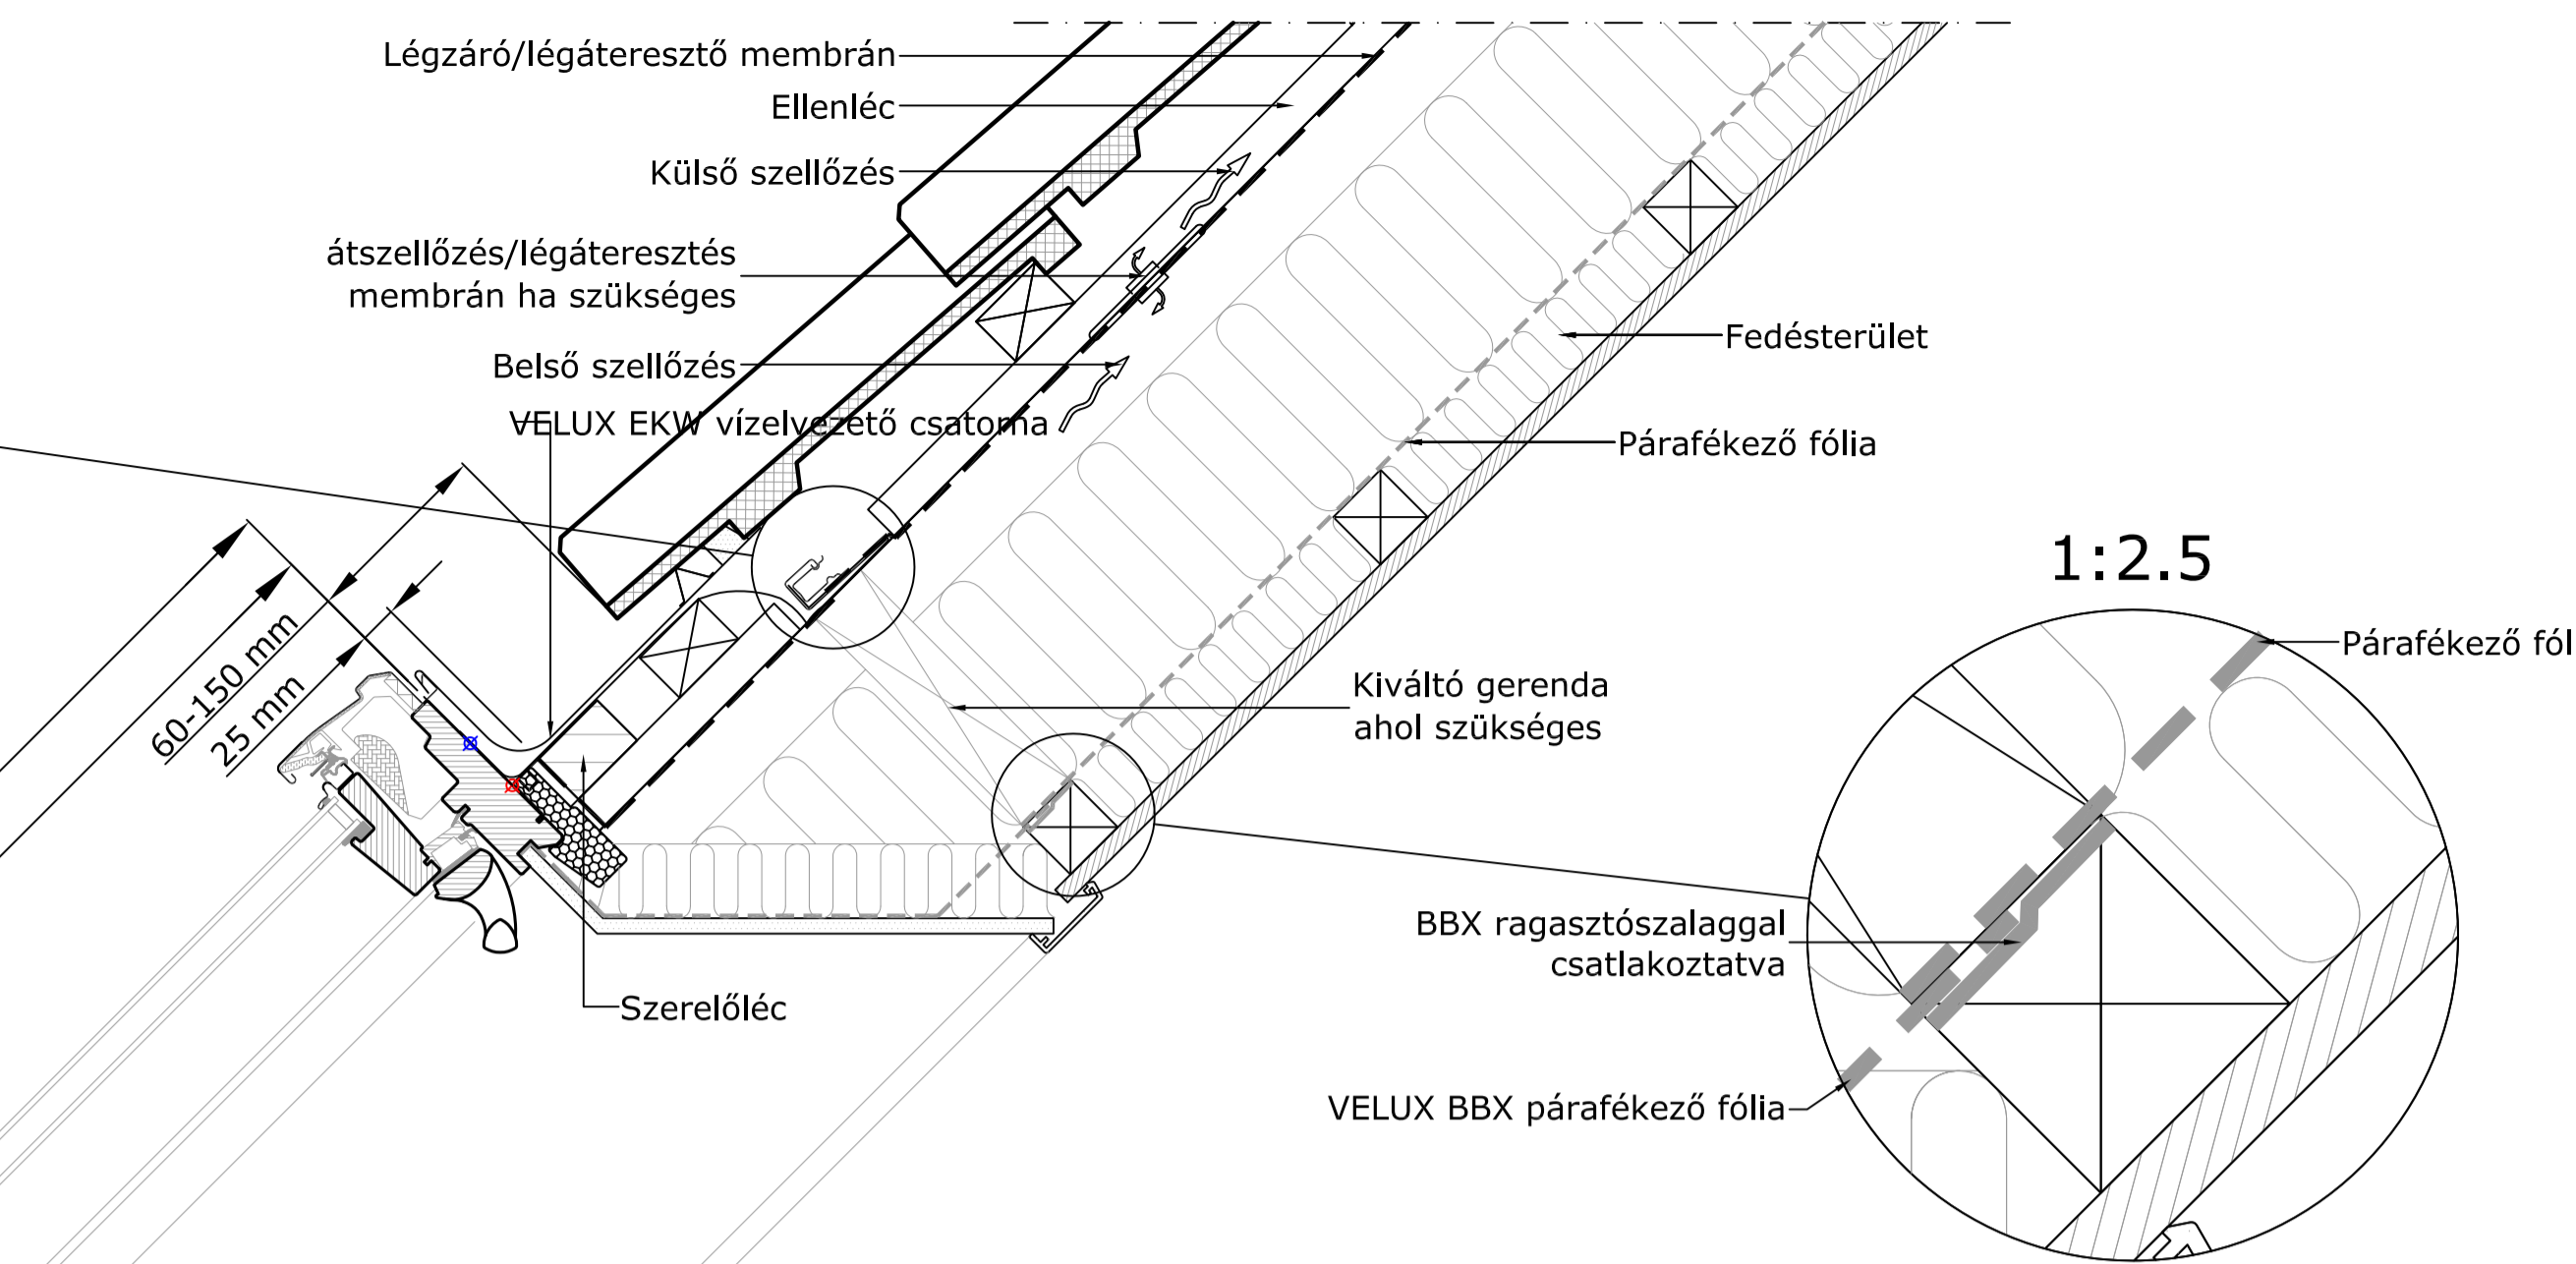 Légzáró/légáteresztő membrán
Ellenléc
Külső szellőzés
átszellőzés/légáteresztés
membrán ha szükséges
Belső szellőzés
VELUX EKW vízelvezető csatorna
60-150 mm
25 mm
Szerelőléc
Fedésterület
Párafékező fólia
Kiváltó gerenda
ahol szükséges
1:2.5
Párafékező fól
BBX ragasztószalaggal
csatlakoztatva
VELUX BBX párafékező fólia